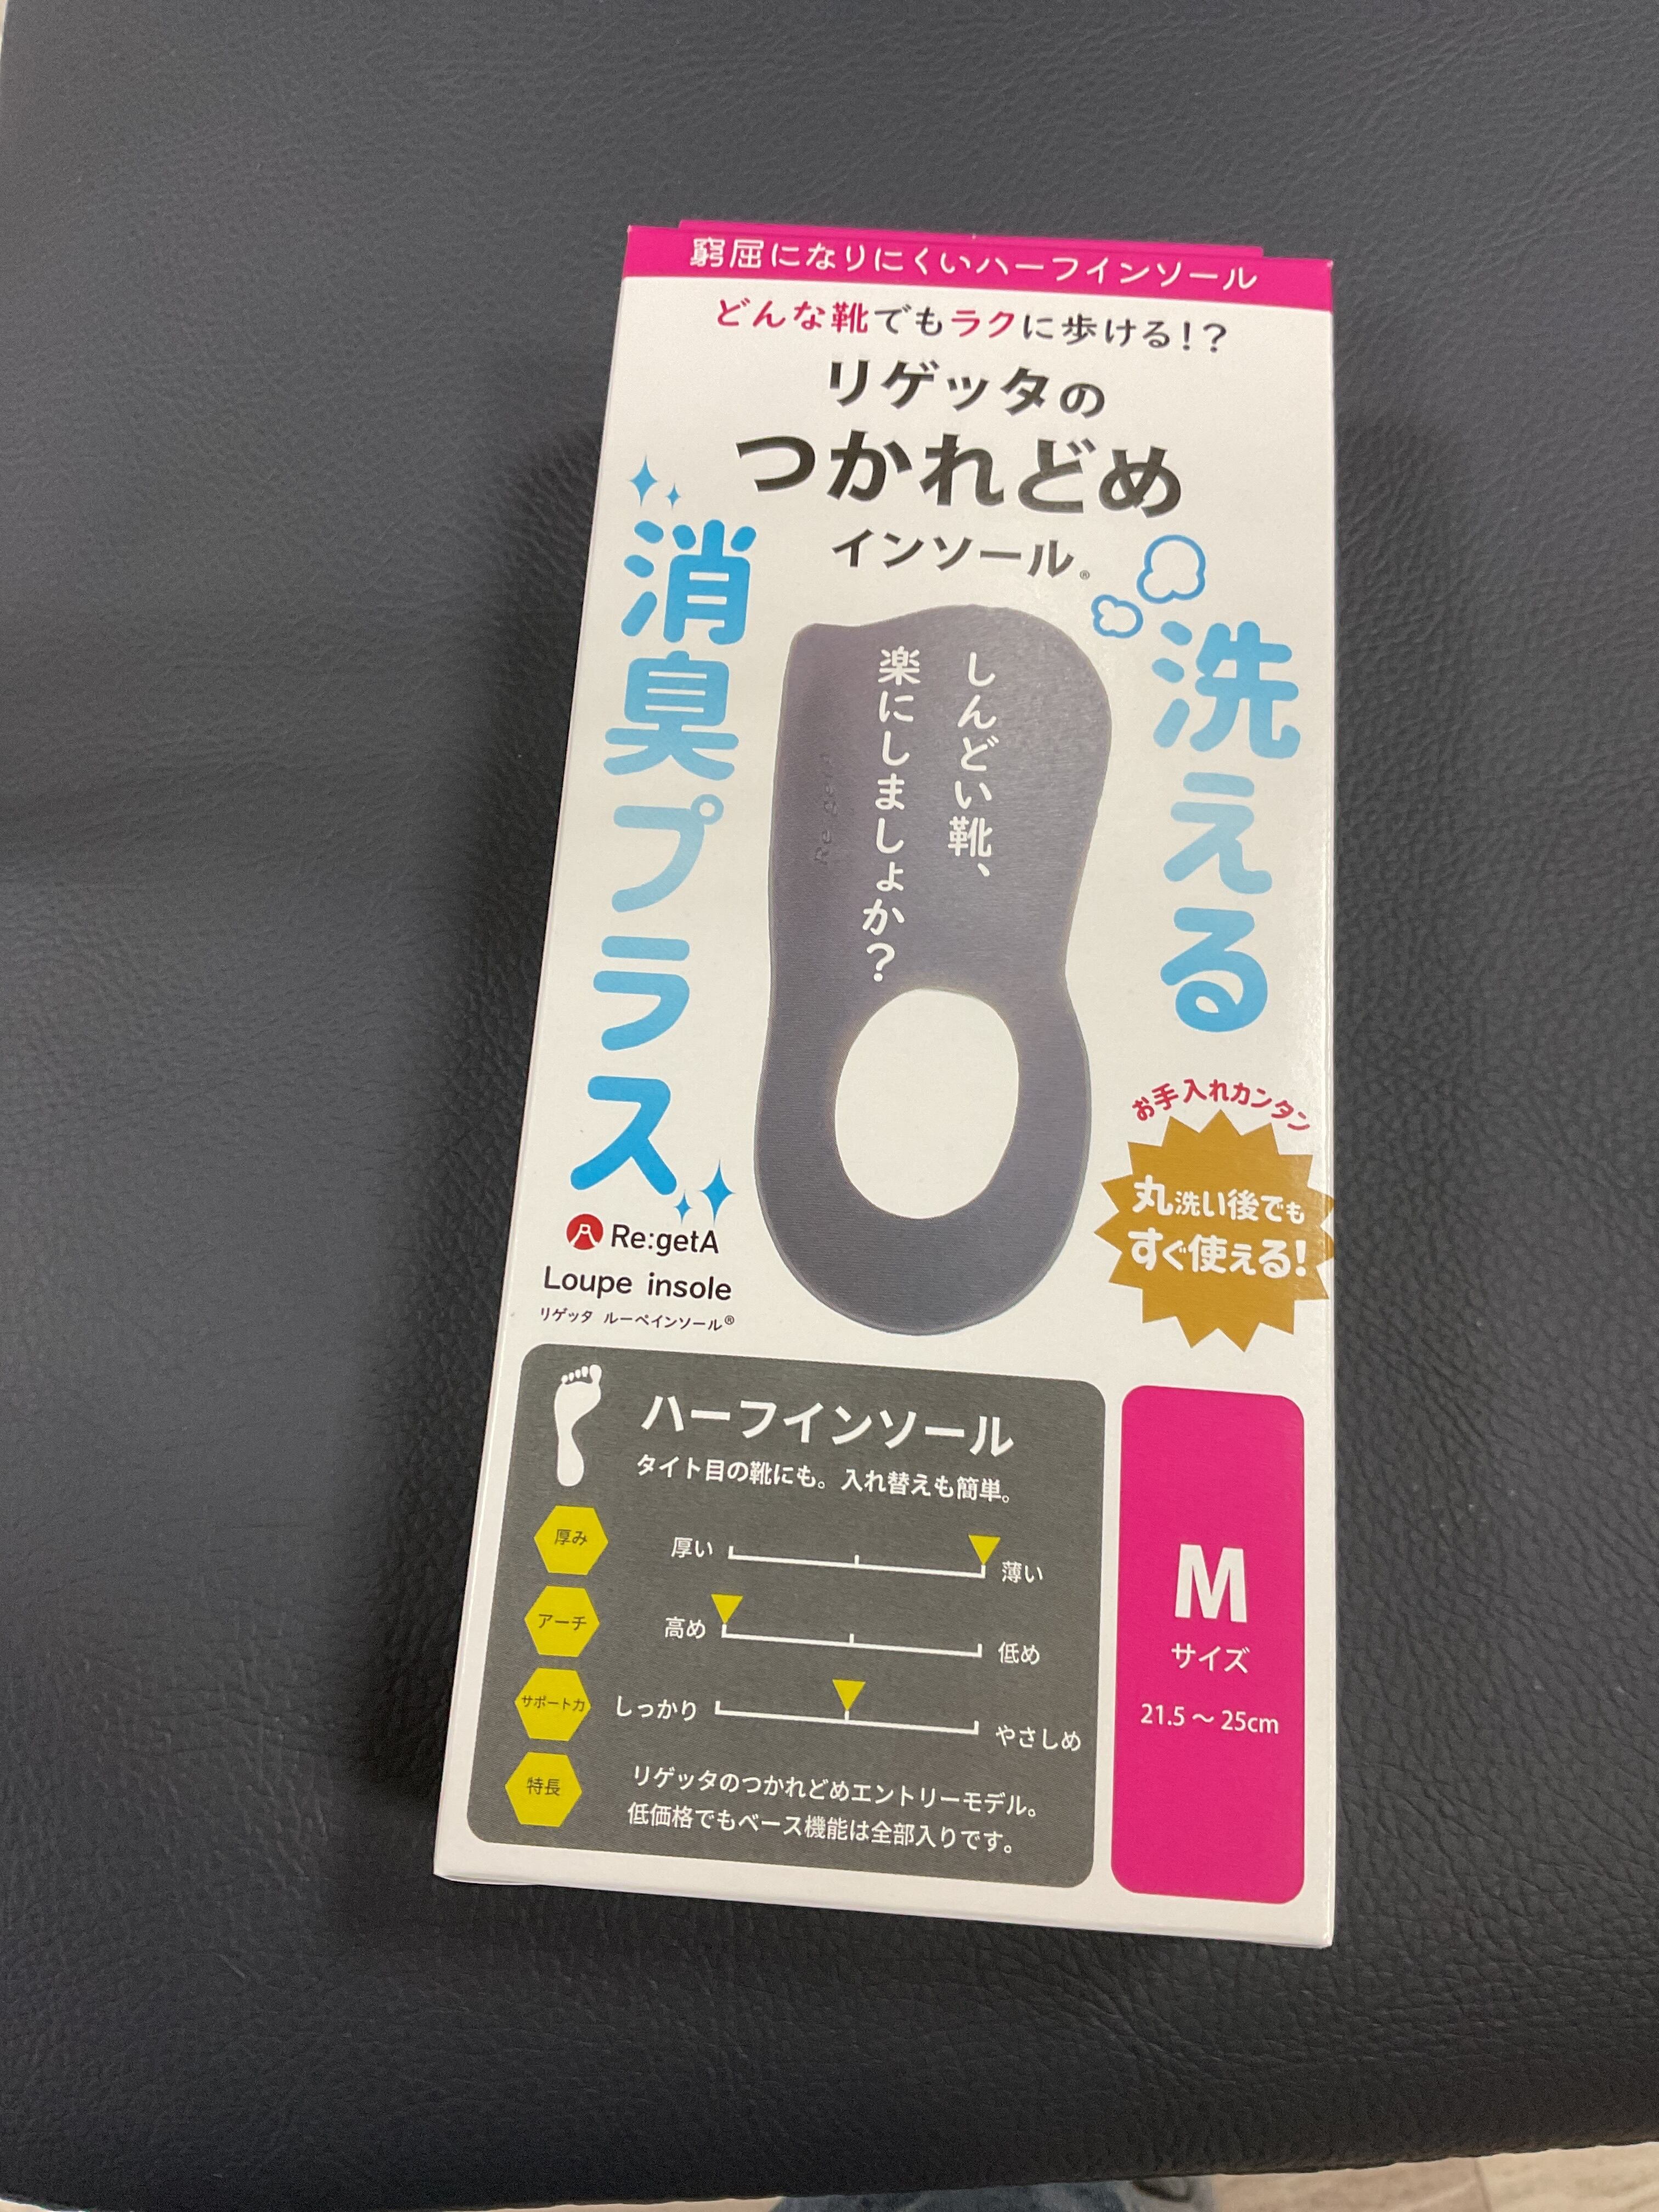 窮屈になりにくいハーフインソール
どんな靴でもラクに歩ける!?
リゲッタの
つかれどめ
インソール®
消臭プラス
洗える
しんどい靴、
楽にしましょか?
Re:getA
お手入れカンタン
丸洗い後でも
すぐ使える!
Re:getA
Loupe insole
リゲッタ ルーペインソール®
ハーフインソール
タイト目の靴にも。入れ替えも簡単。
厚み 厚い 薄い
アーチ 高め 低め
サポート力 しっかり やさしめ
特長 リゲッタのつかれどめエントリーモデル。
低価格でもベース機能は全部入りです。
M
サイズ
21.5～25cm